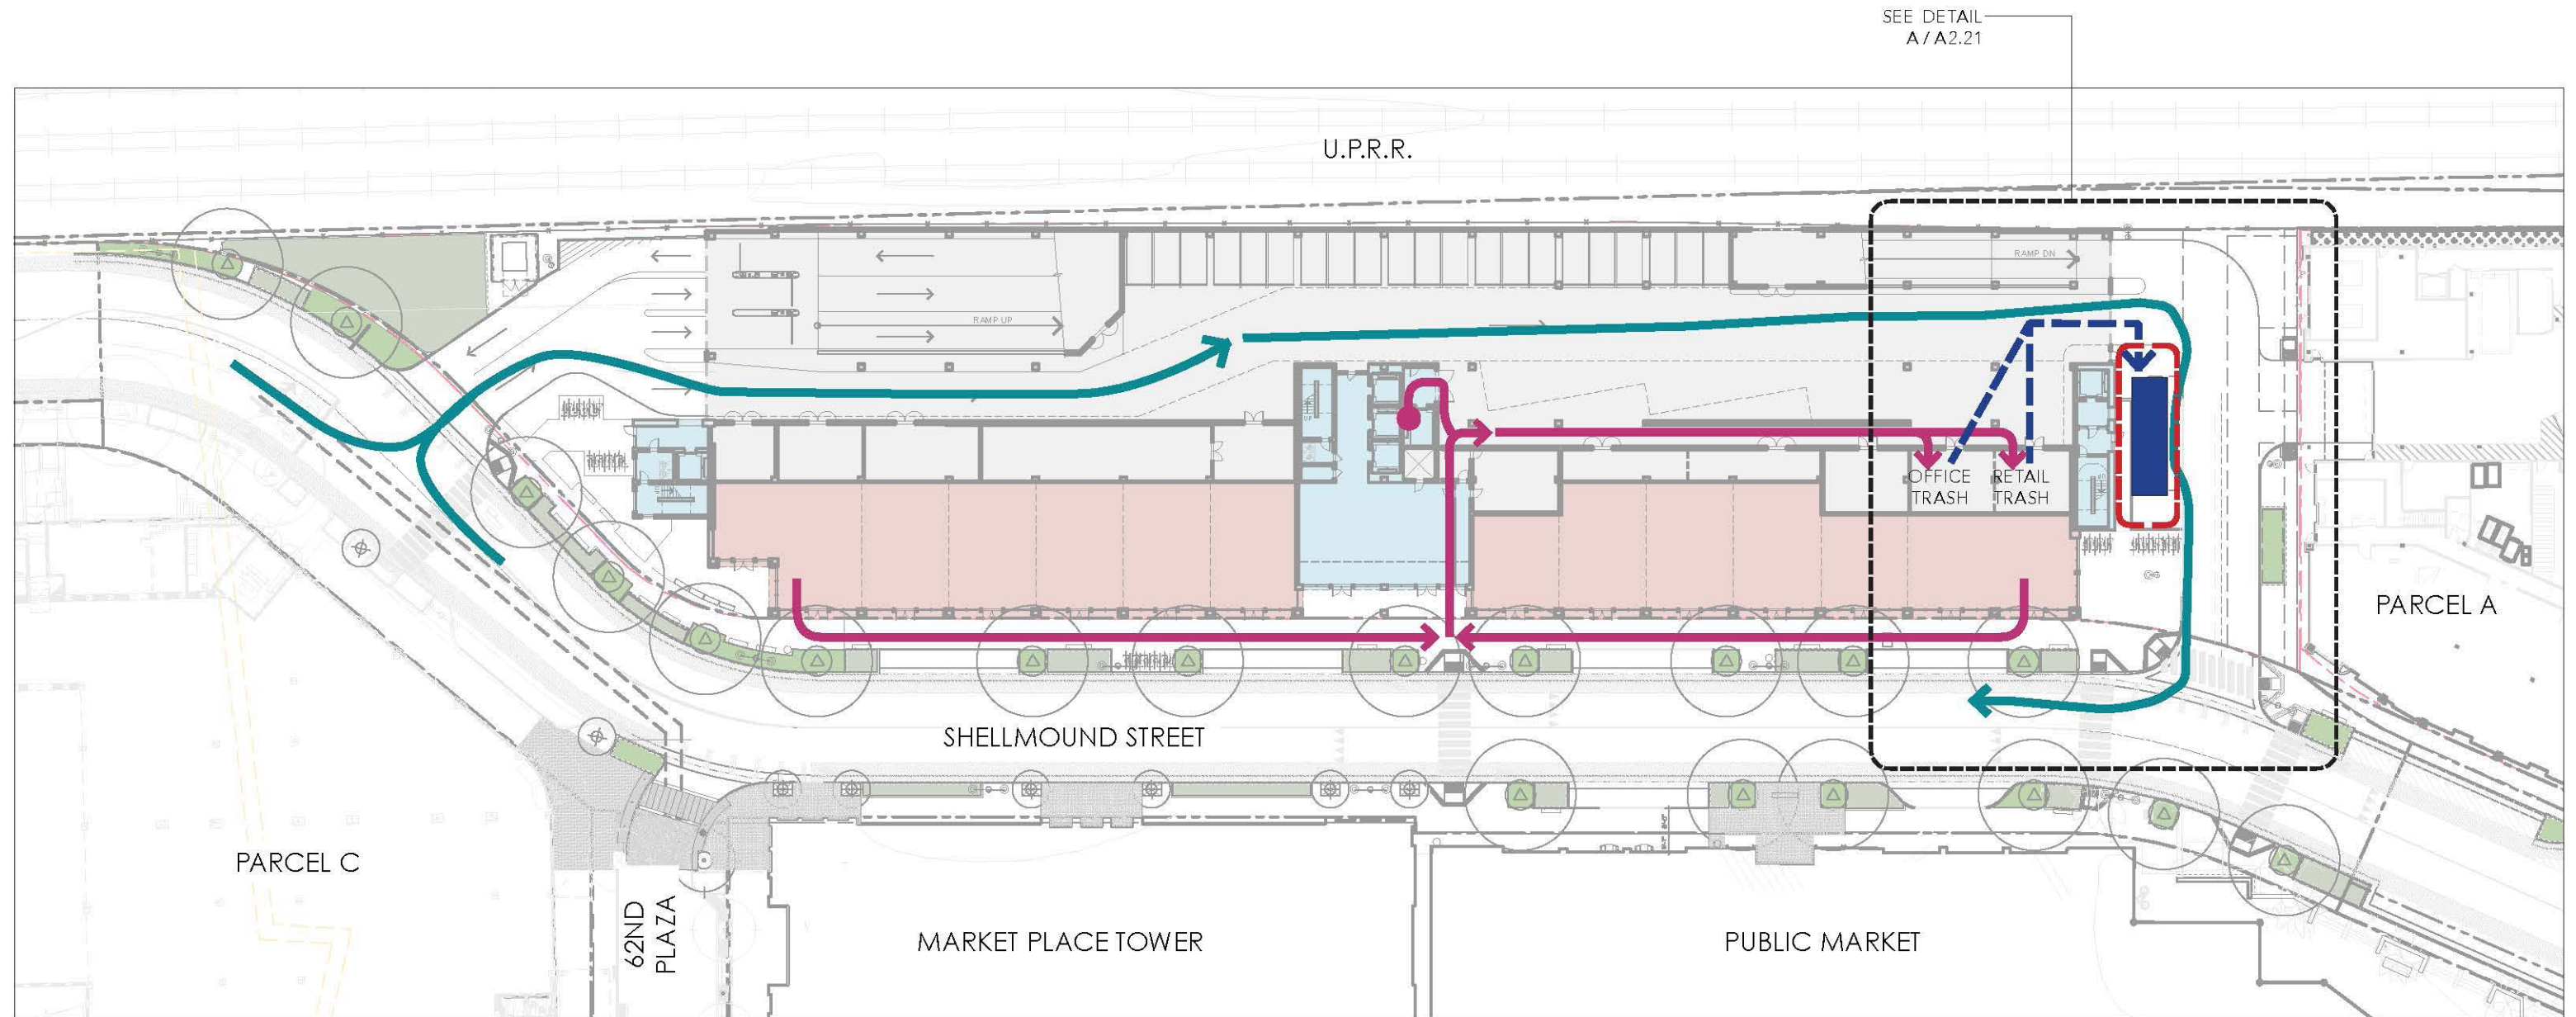 SEE DETAIL
A / A2.21
U.P.R.R.
RAMP DN
RAMP UP
UP
OFFICE
TRASH
RETAIL
TRASH
PARCEL A
SHELLMOUND STREET
PARCEL C
62ND
PLAZA
MARKET PLACE TOWER
PUBLIC MARKET